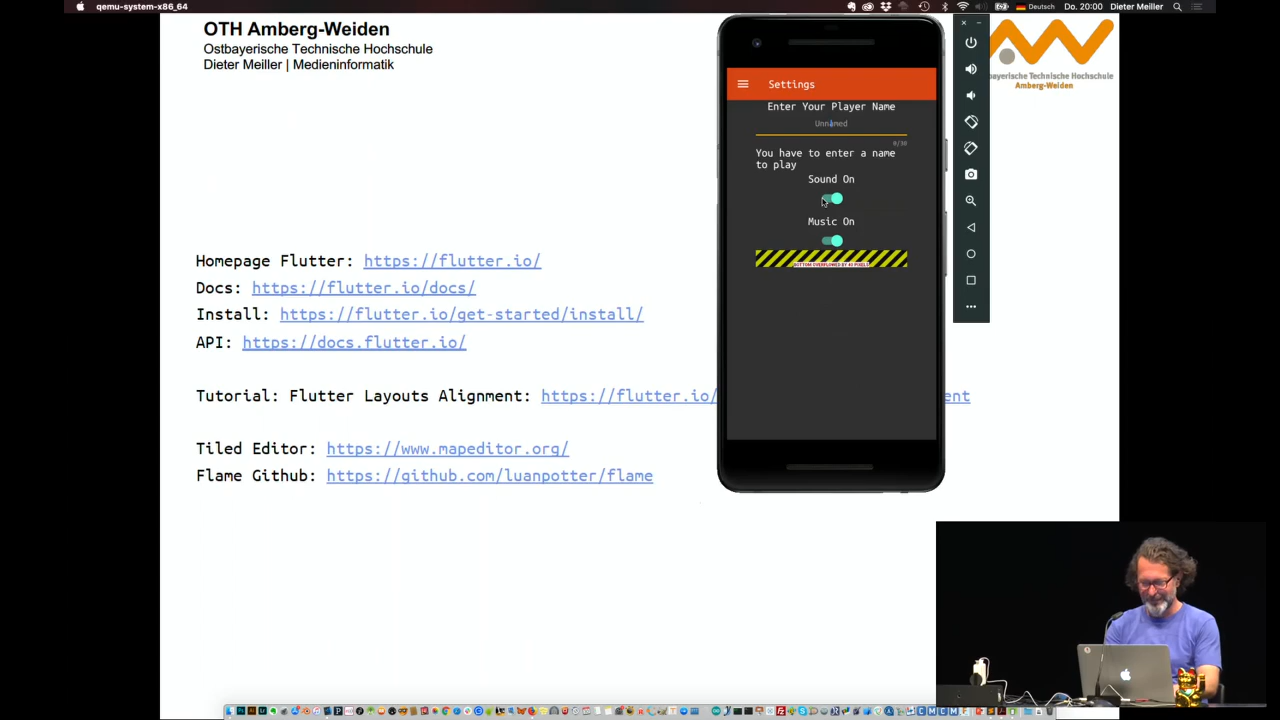 qemu-system-x86_64
Deutsch
Do. 20:00
Dieter Meiller
OTH Amberg-Weiden
Ostbayerische Technische Hochschule
Dieter Meiller | Medieninformatik
Technische Hochschule
Amberg-Weiden
Homepage Flutter: https://flutter.io/
Docs: https://flutter.io/docs/
Install: https://flutter.io/get-started/install/
API: https://docs.flutter.io/
Tutorial: Flutter Layouts Alignment: https://flutter.io/
Tiled Editor: https://www.mapeditor.org/
Flame Github: https://github.com/luanpotter/flame
Settings
Enter Your Player Name
Unnamed
0/30
You have to enter a name
to play
Sound On
Music On